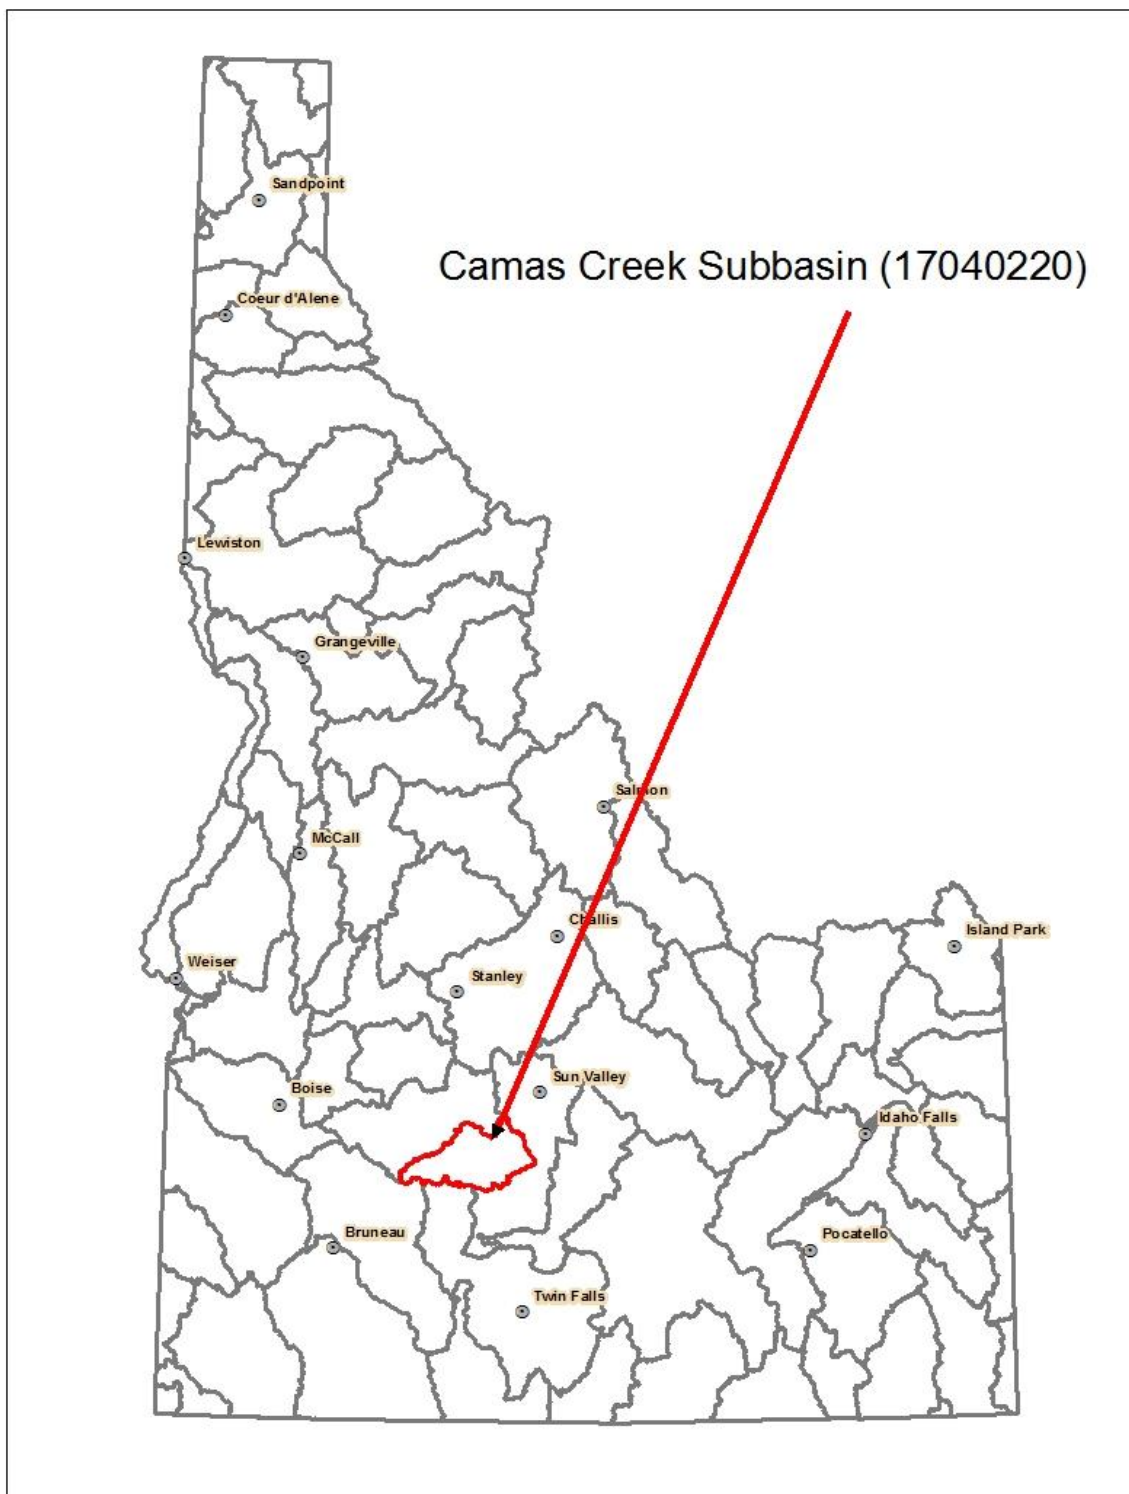 Sandpoint
Camas Creek Subbasin (17040220)
Coeur d'Alene
Lewiston
Grangeville
Salmon
McCall
Challis
Island Park
Weiser
Stanley
Sun Valley
Boise
Idaho Falls
Bruneau
Pocatello
Twin Falls